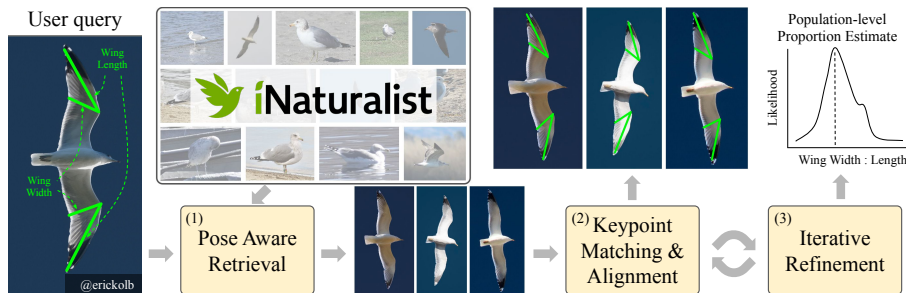 User query
Wing
Length
Wing
Width
@erickolb
iNaturalist
(1)
Pose Aware
Retrieval
(2)
Keypoint
Matching &
Alignment
(3)
Iterative
Refinement
Population-level
Proportion Estimate
Likelihood
Wing Width : Length